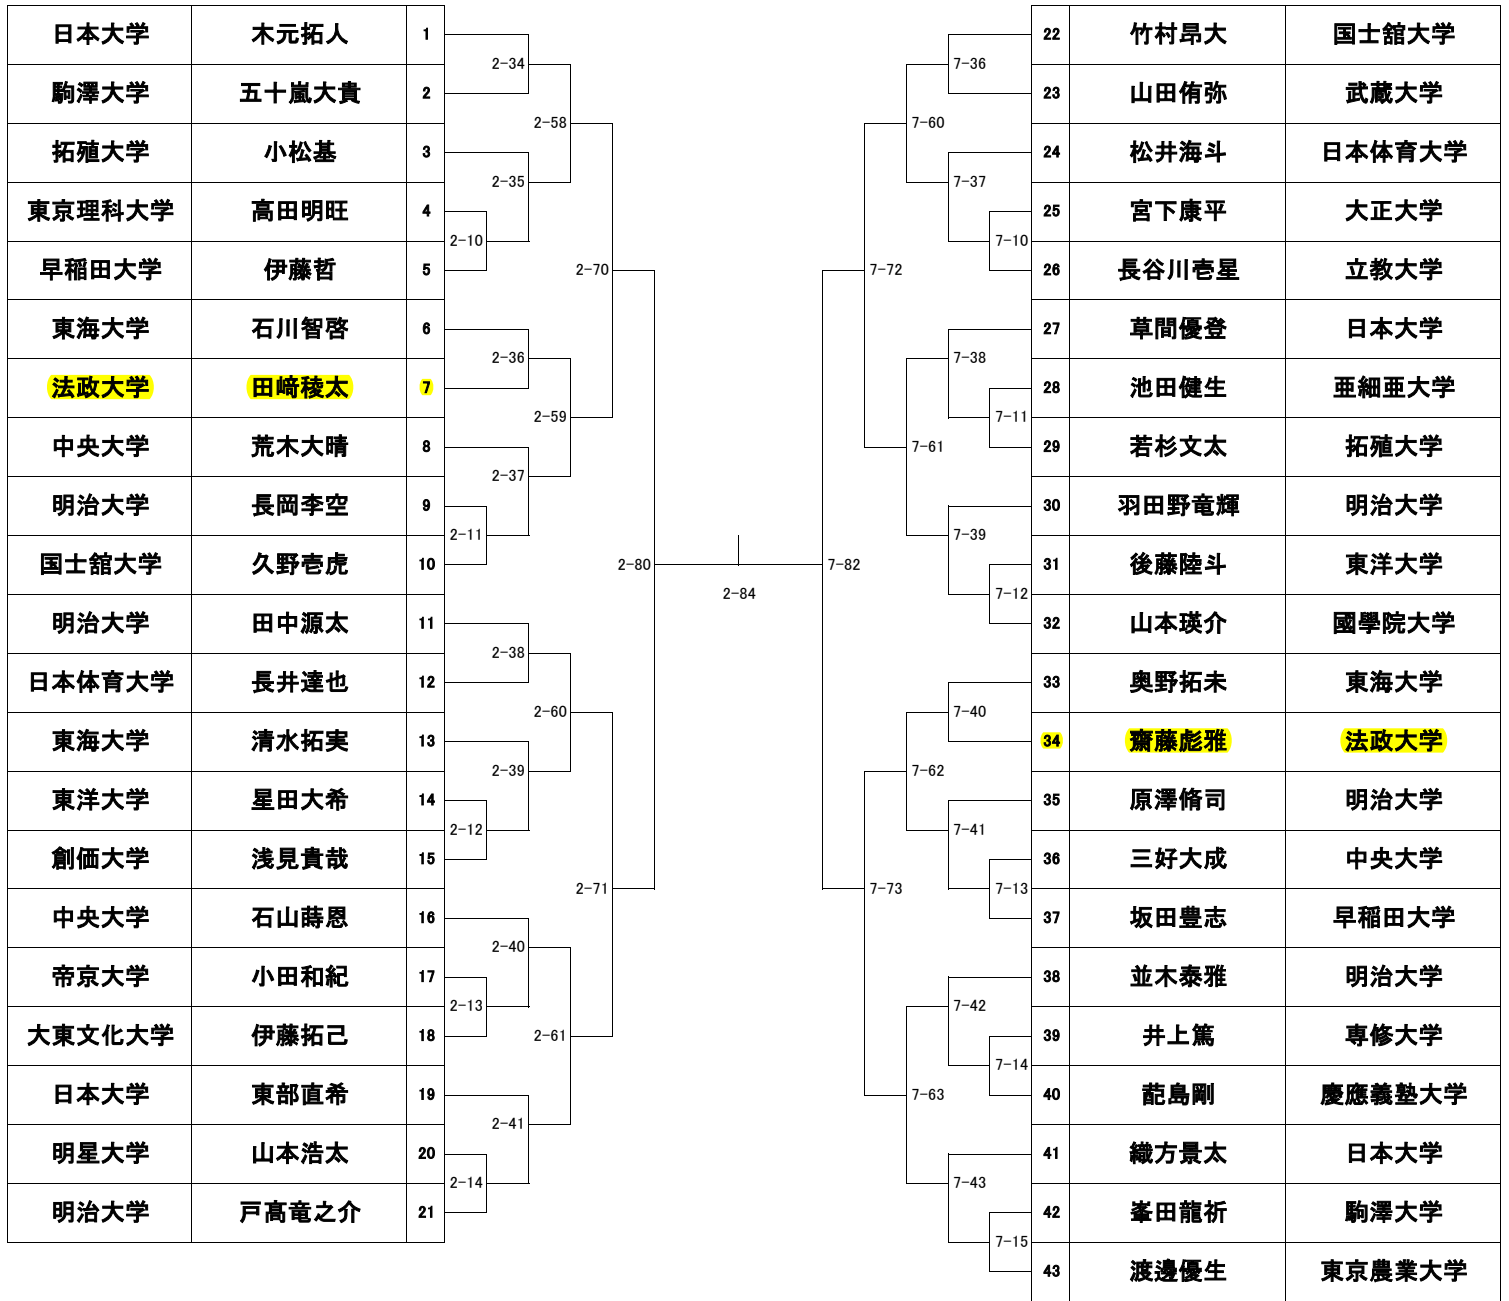 日本大学 木元拓人 1
駒澤大学 五十嵐大貴 2
拓殖大学 小松基 3
東京理科大学 高田明旺 4
早稲田大学 伊藤哲 5
東海大学 石川智啓 6
法政大学 田﨑稜太 7
中央大学 荒木大晴 8
明治大学 長岡李空 9
国士舘大学 久野壱虎 10
明治大学 田中源太 11
日本体育大学 長井達也 12
東海大学 清水拓実 13
東洋大学 星田大希 14
創価大学 浅見貴哉 15
中央大学 石山蒔恩 16
帝京大学 小田和紀 17
大東文化大学 伊藤拓己 18
日本大学 東部直希 19
明星大学 山本浩太 20
明治大学 戸髙竜之介 21
2-34
2-35
2-10
2-36
2-37
2-11
2-38
2-39
2-12
2-40
2-13
2-41
2-14
2-58
2-59
2-60
2-61
2-70
2-71
2-80
2-84
7-82
7-72
7-73
7-60
7-61
7-62
7-63
7-36
7-37
7-10
7-38
7-11
7-39
7-12
7-40
7-41
7-13
7-42
7-14
7-43
7-15
22 竹村昂大 国士舘大学
23 山田侑弥 武蔵大学
24 松井海斗 日本体育大学
25 宮下康平 大正大学
26 長谷川壱星 立教大学
27 草間優登 日本大学
28 池田健生 亜細亜大学
29 若杉文太 拓殖大学
30 羽田野竜輝 明治大学
31 後藤陸斗 東洋大学
32 山本瑛介 國學院大学
33 奥野拓未 東海大学
34 齋藤彪雅 法政大学
35 原澤脩司 明治大学
36 三好大成 中央大学
37 坂田豊志 早稲田大学
38 並木泰雅 明治大学
39 井上篤 専修大学
40 蓜島剛 慶應義塾大学
41 織方景太 日本大学
42 峯田龍祈 駒澤大学
43 渡邊優生 東京農業大学